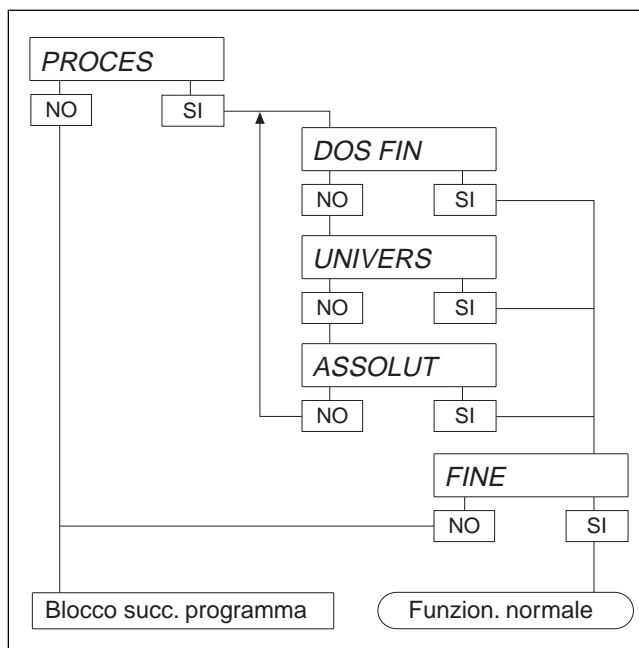 PROCES
NO SI
DOS FIN
NO SI
UNIVERS
NO SI
ASSOLUT
NO SI
FINE
NO SI
Blocco succ. programma Funzion. normale